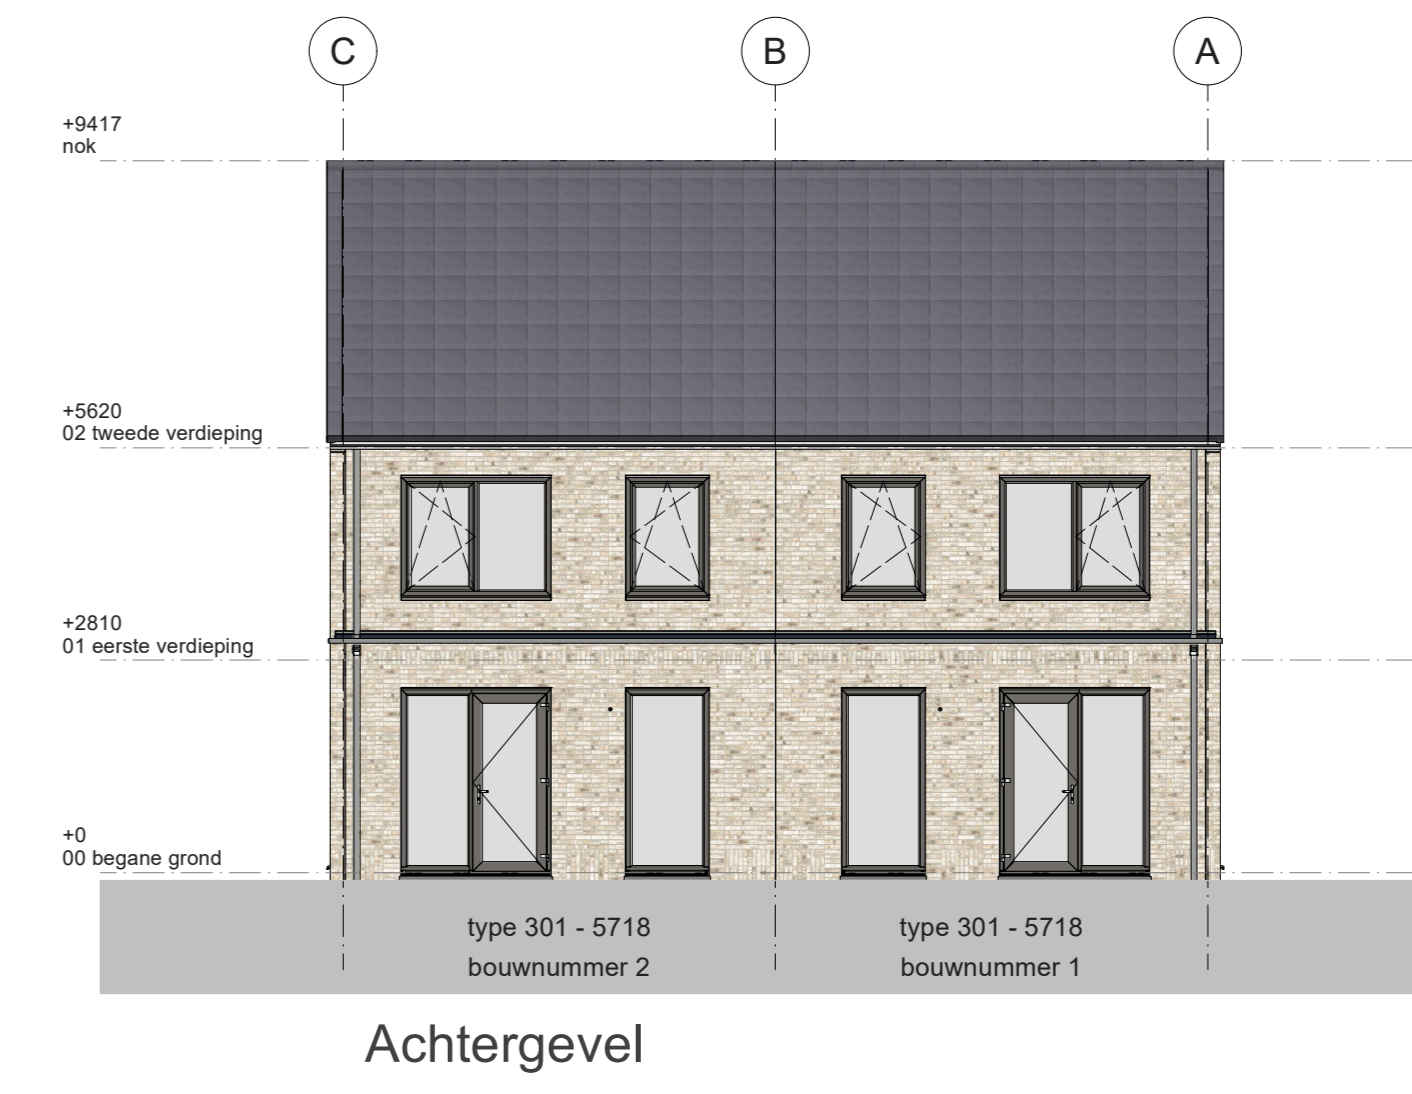 C B A
+9417
nok
+5620
02 tweede verdieping
+2810
01 eerste verdieping
+0
00 begane grond
type 301 - 5718
bouwnummer 2
type 301 - 5718
bouwnummer 1
Achtergevel